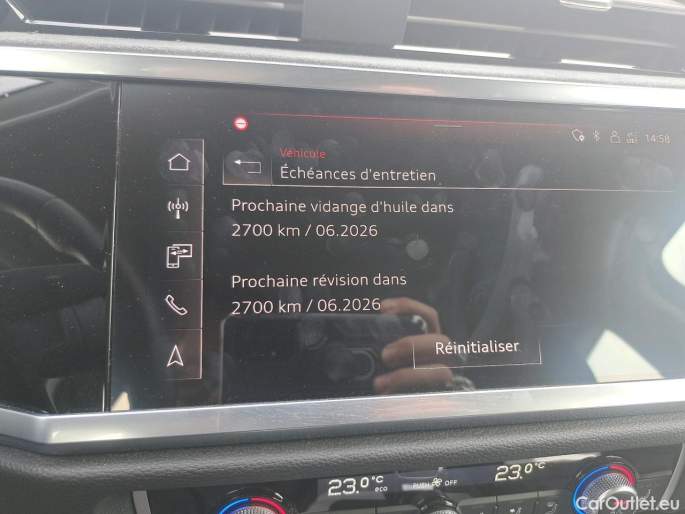 14:58
Véhicule
Échéances d'entretien
Prochaine vidange d'huile dans
2700 km / 06.2026
Prochaine révision dans
2700 km / 06.2026
Réinitialiser
23.0°C
eco
PUSH OFF
23.0°C
CarOutlet.eu